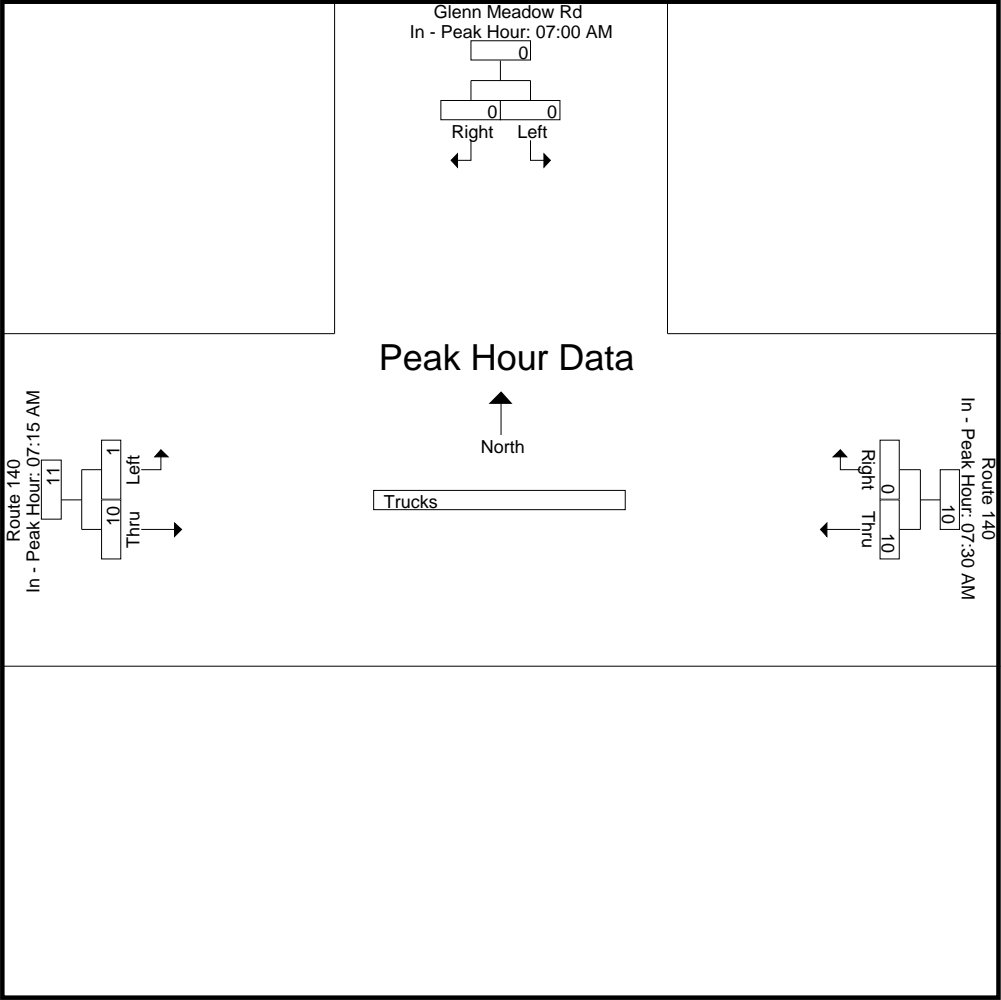 Glenn Meadow Rd
In - Peak Hour: 07:00 AM
0
0 0
Right Left
Peak Hour Data
North
Trucks
Route 140
In - Peak Hour: 07:15 AM
11
1 10
Left Thru
Route 140
In - Peak Hour: 07:30 AM
10
0 10
Right Thru